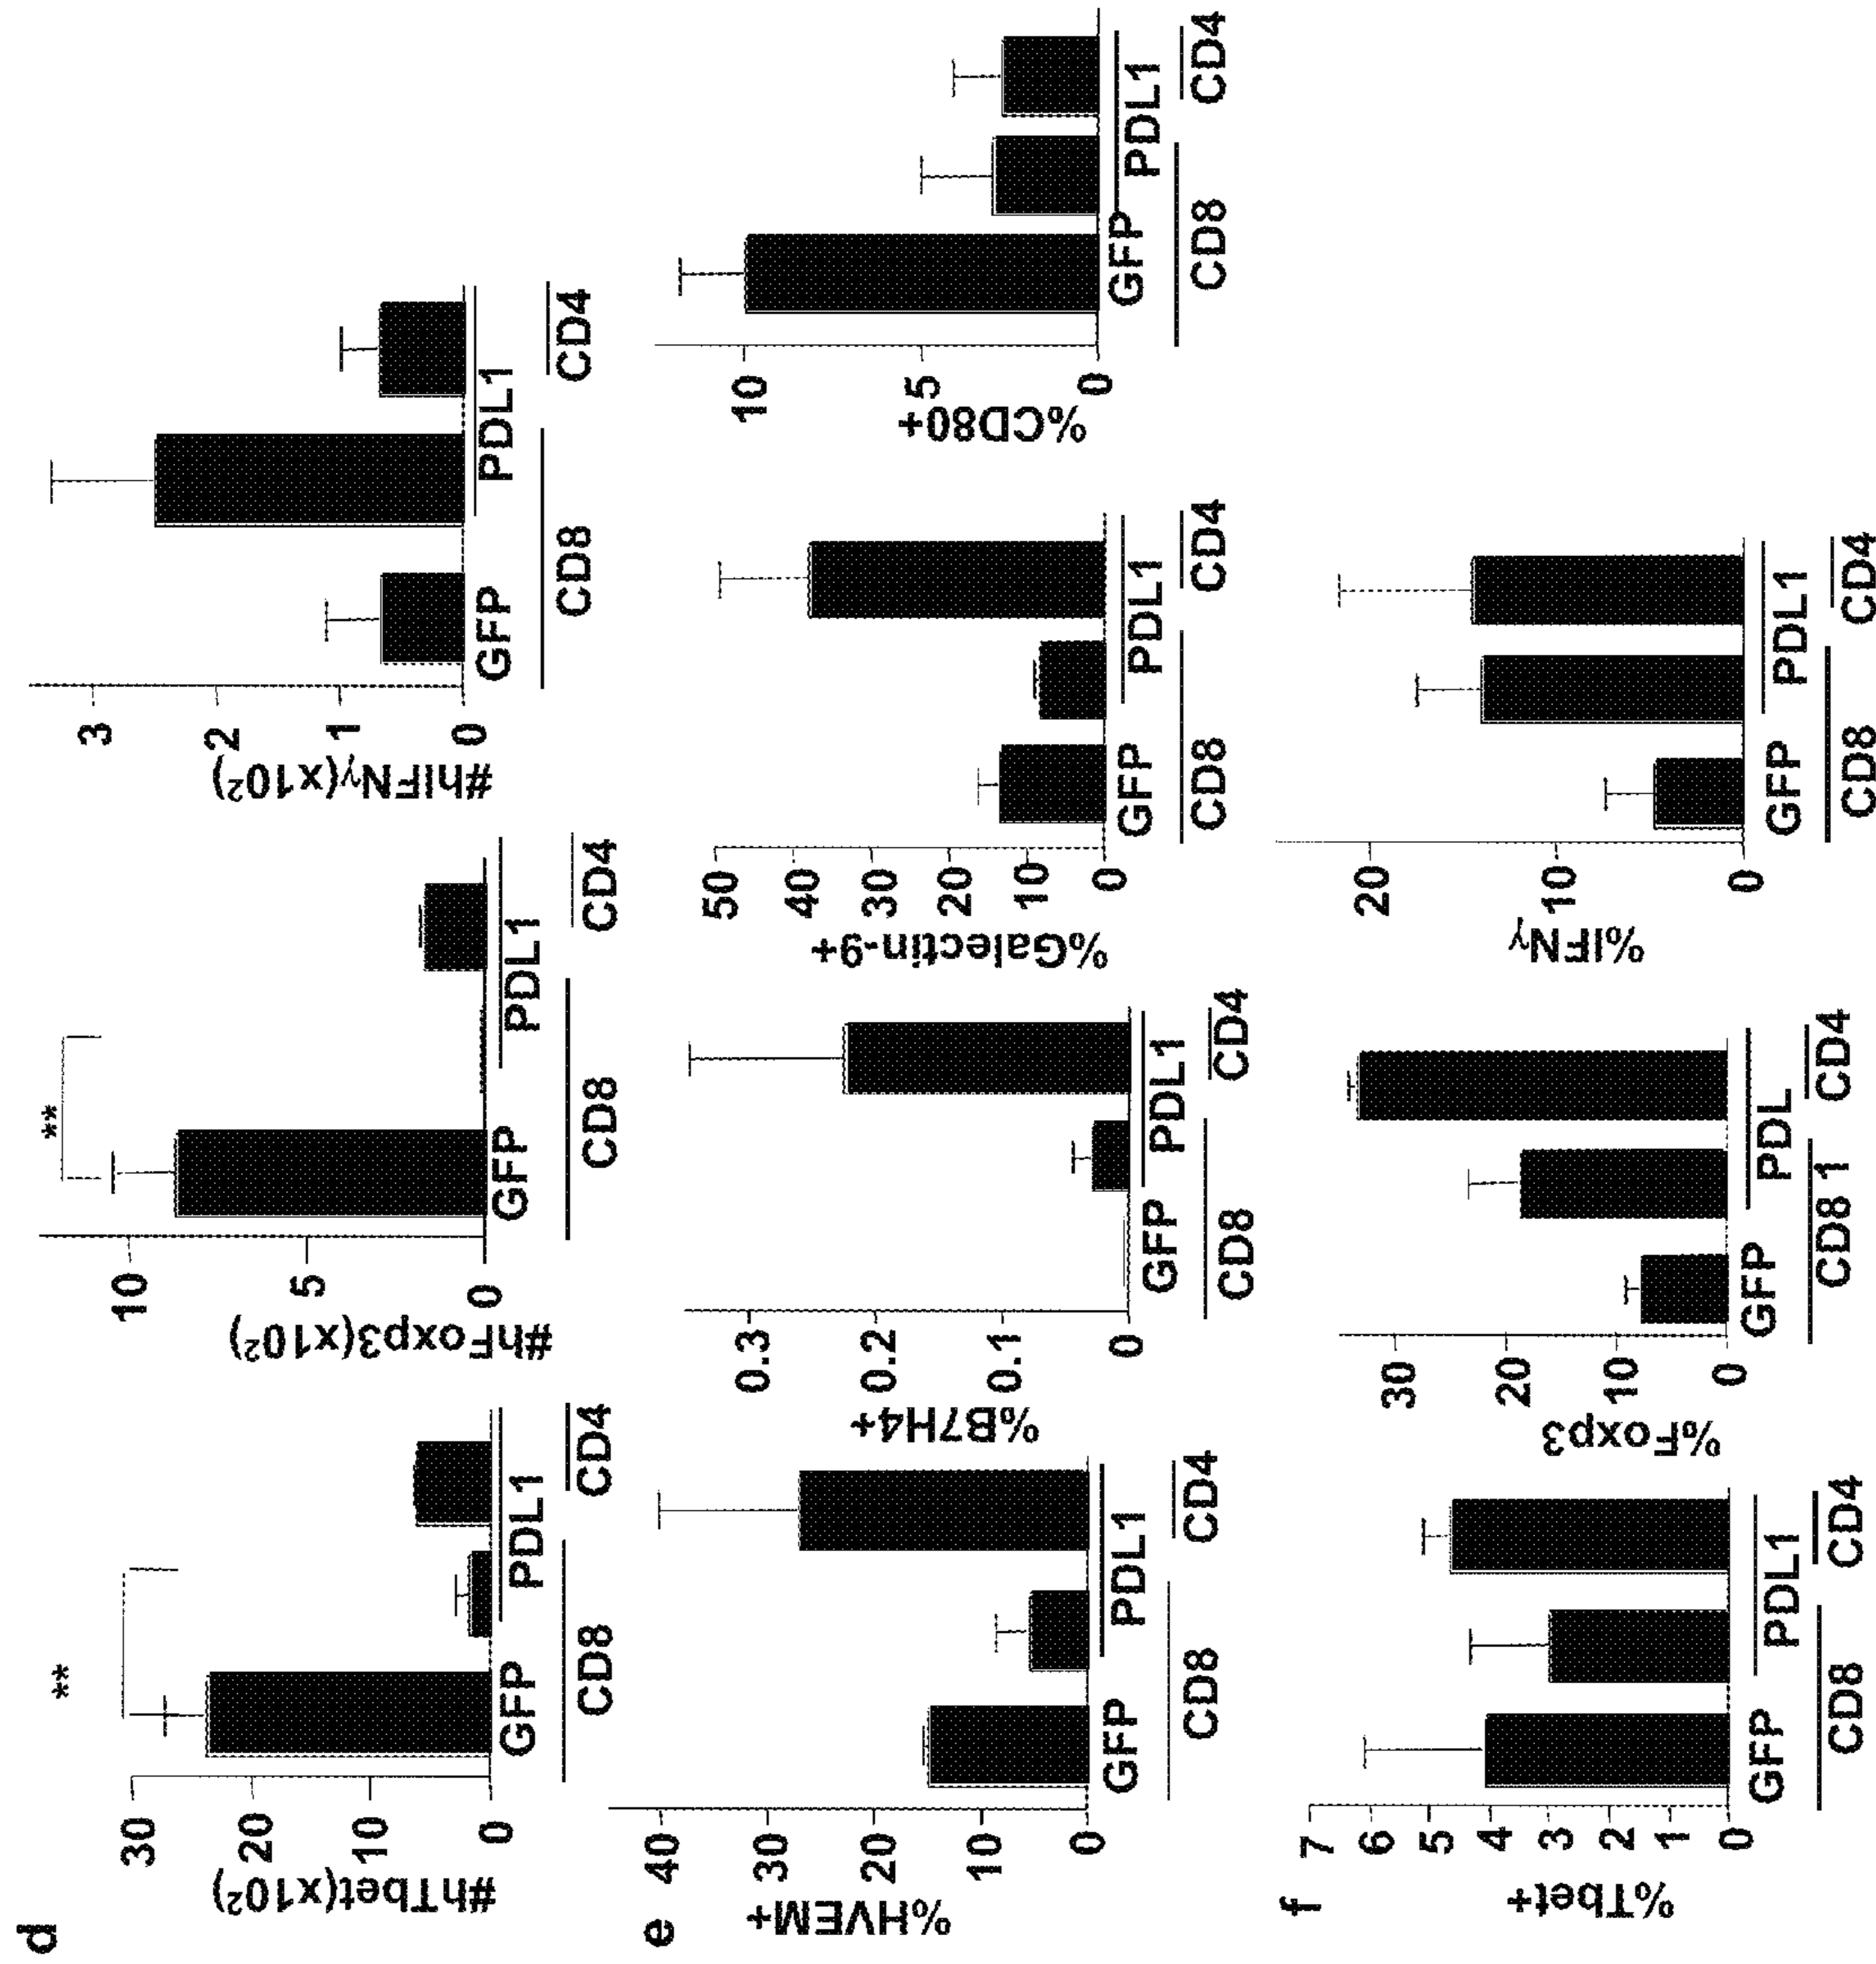 d
#hTbet(x10²)
30
20
10
0
**
GFP
PDL1
CD8
CD4
#hFoxp3(x10²)
10
5
0
**
GFP
PDL1
CD8
CD4
#hIFNγ(x10²)
3
2
1
0
GFP
PDL1
CD8
CD4
e
%HVEM+
40
30
20
10
0
GFP
PDL1
CD8
CD4
%B7H4+
0.3
0.2
0.1
0
GFP
PDL1
CD8
CD4
%Galectin-9+
50
40
30
20
10
0
GFP
PDL1
CD8
CD4
%CD80+
10
5
0
GFP
PDL1
CD8
CD4
f
%Tbet+
7
6
5
4
3
2
1
0
GFP
PDL1
CD8
CD4
%Foxp3
30
20
10
0
GFP
PDL
CD8 1
CD4
%IFNγ
20
10
0
GFP
PDL1
CD8
CD4